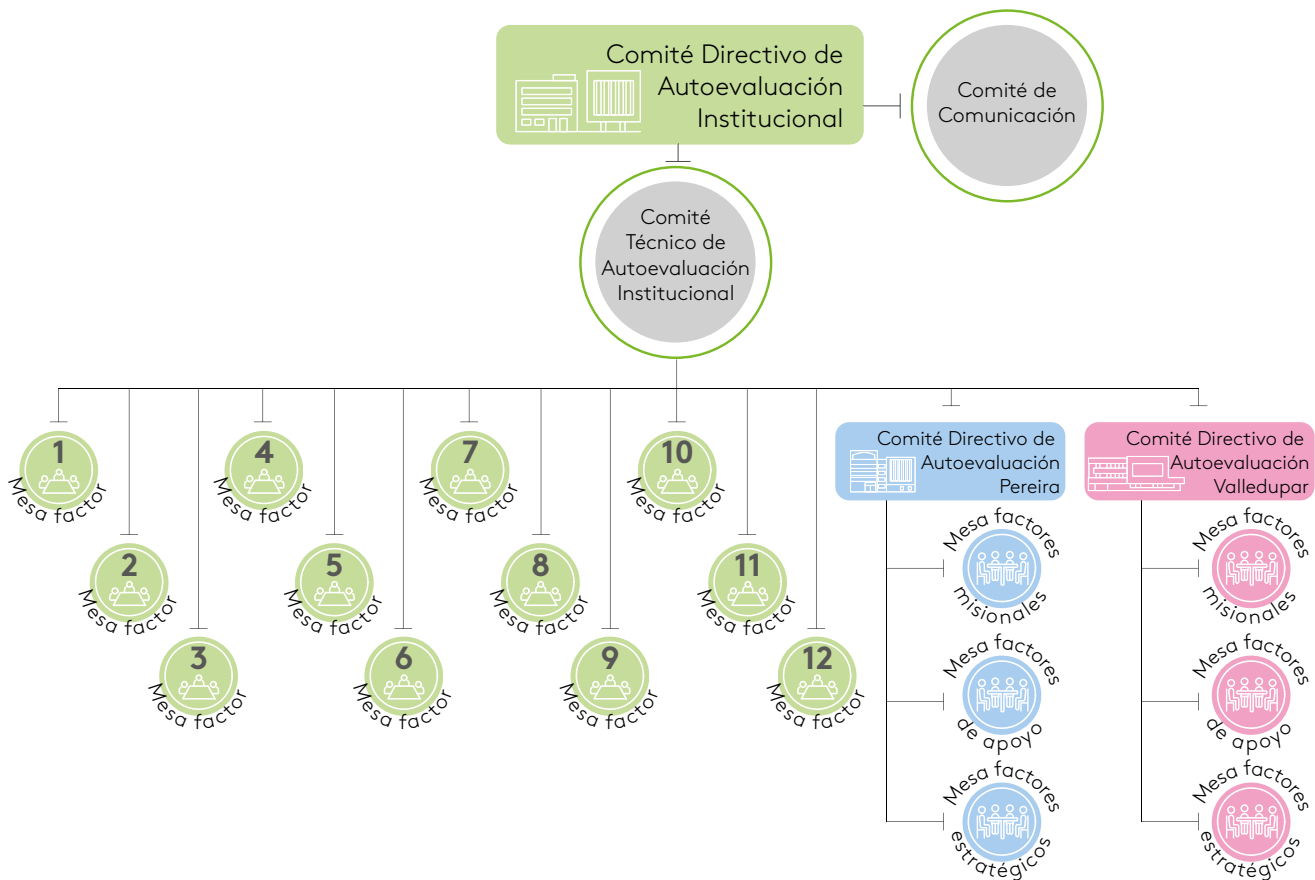 Comité Directivo de
Autoevaluación
Institucional
Comité de
Comunicación
Comité
Técnico de
Autoevaluación
Institucional
1
Mesa factor
4
Mesa factor
7
Mesa factor
10
Mesa factor
2
Mesa factor
5
Mesa factor
8
Mesa factor
11
Mesa factor
3
Mesa factor
6
Mesa factor
9
Mesa factor
12
Mesa factor
Comité Directivo de
Autoevaluación
Pereira
Mesa factores
misionales
Mesa factores
de apoyo
Mesa factores
estratégicos
Comité Directivo de
Autoevaluación
Valledupar
Mesa factores
misionales
Mesa factores
de apoyo
Mesa factores
estratégicos